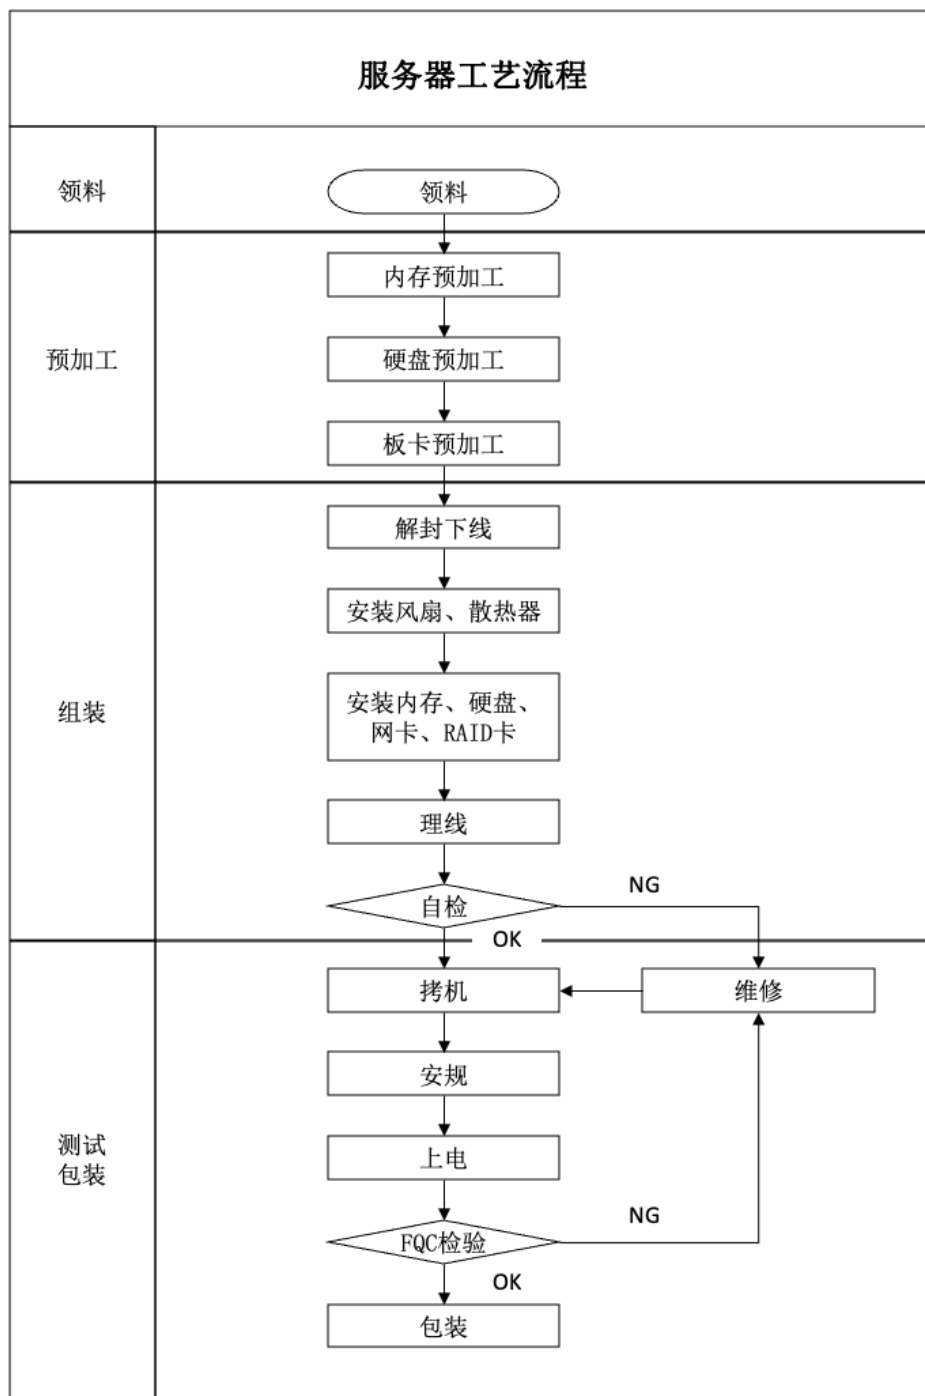 服务器工艺流程
领料
领料
预加工
内存预加工
硬盘预加工
板卡预加工
组装
解封下线
安装风扇、散热器
安装内存、硬盘、
网卡、RAID卡
理线
自检
NG
OK
测试
包装
拷机
维修
安规
上电
FQC检验
NG
OK
包装